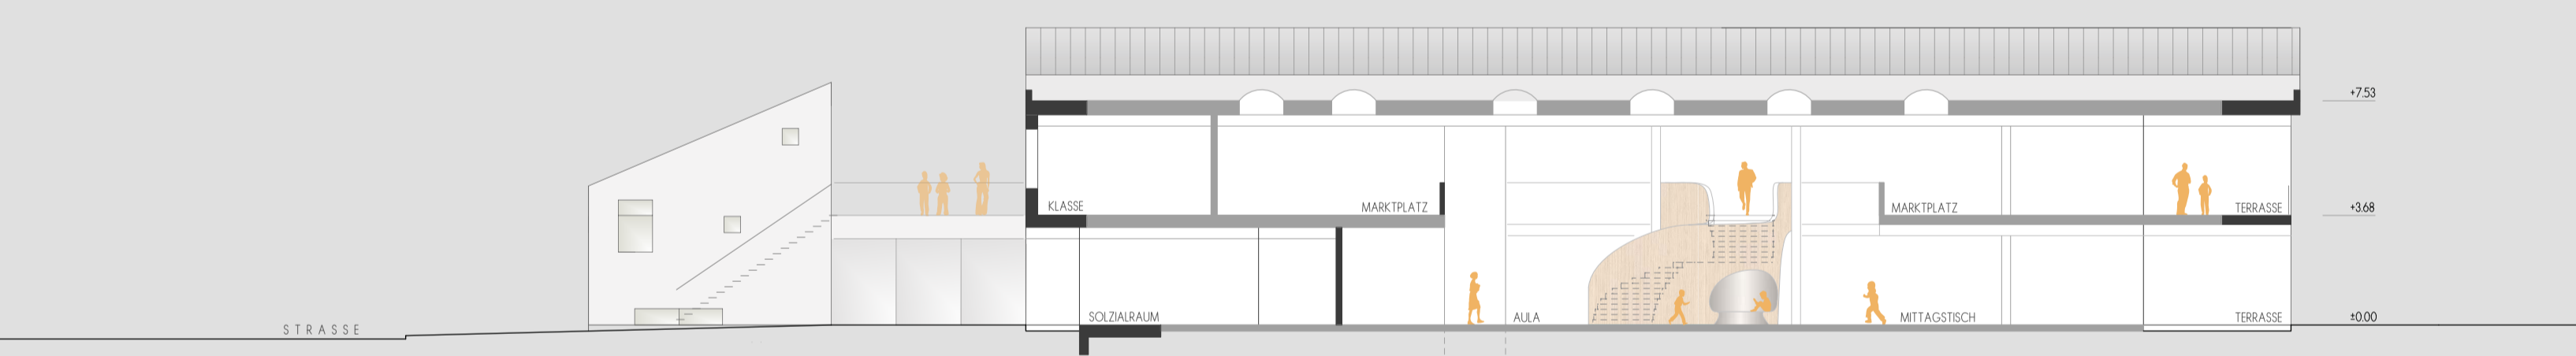 +7.53
KLASSE
MARKTPLATZ
MARKTPLATZ
TERRASSE
+3.68
STRASSE
SOLZIALRAUM
AULA
MITTAGSTISCH
TERRASSE
±0.00